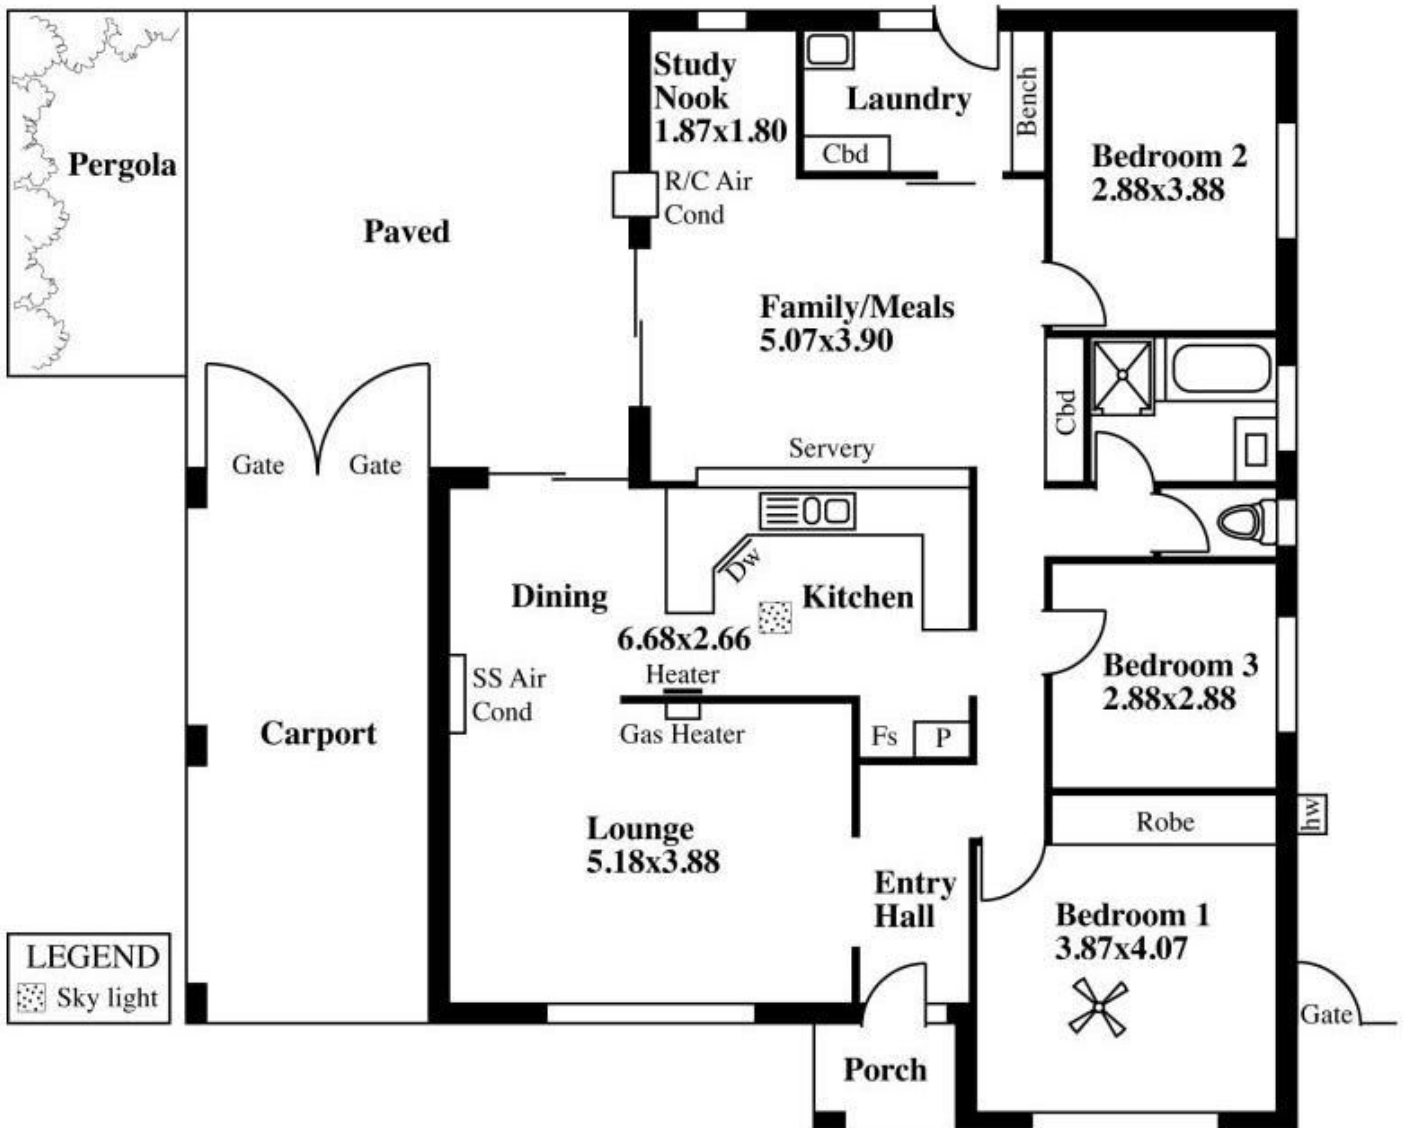 Study
Nook
1.87x1.80
Laundry
Bench
Cbd
Bedroom 2
2.88x3.88
Pergola
R/C Air
Cond
Paved
Family/Meals
5.07x3.90
Cbd
Servery
Gate
Gate
Dw
Dining
Kitchen
6.68x2.66
Heater
SS Air
Cond
Gas Heater
Fs
P
Bedroom 3
2.88x2.88
Carport
Robe
hw
Lounge
5.18x3.88
Entry
Hall
Bedroom 1
3.87x4.07
LEGEND
Sky light
Gate
Porch